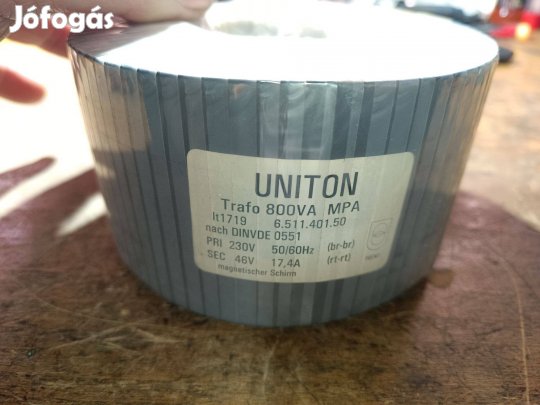 Jófogás
UNITON
Trafo 800VA MPA
lt1719 6.511.401.50
nach DINVDE 0551
PRI 230V 50/60Hz (br-br)
SEC 46V 17,4A (rt-rt)
magnetischer Schirm